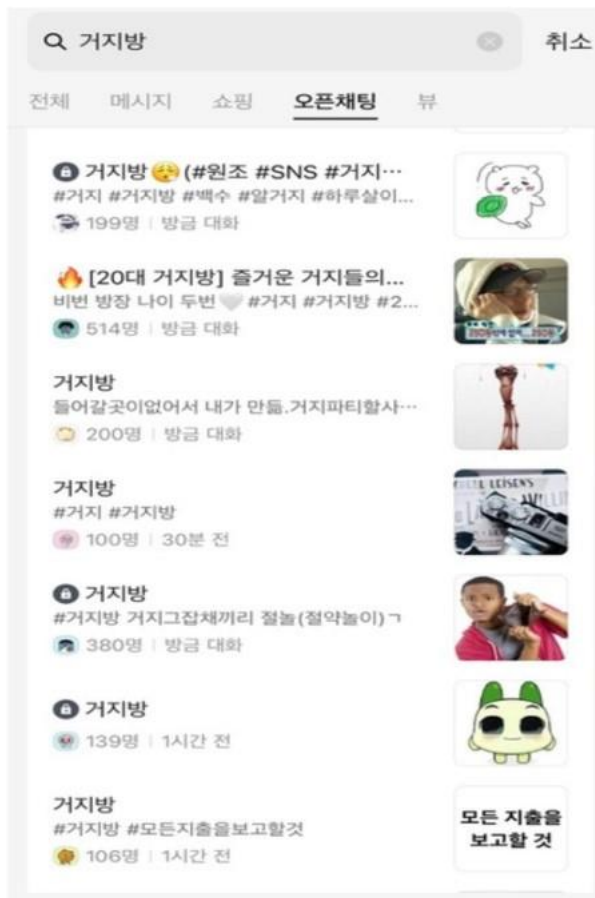 거지방
취소
전체 메시지 쇼핑 오픈채팅 뷰
거지방 (#원조 #SNS #거지…
#거지 #거지방 #백수 #알거지 #하루살이...
199명 | 방금 대화
[20대 거지방] 즐거운 거지들의...
비번 방장 나이 두번🤍 #거지 #거지방 #2...
514명 | 방금 대화
거지방
들어갈곳이없어서 내가 만듦.거지파티할사…
200명 | 방금 대화
거지방
#거지 #거지방
100명 | 30분 전
거지방
#거지방 거지그잡채끼리 절놀(절약놀이)ㄱ
380명 | 방금 대화
거지방
139명 | 1시간 전
거지방
#거지방 #모든지출을보고할것
106명 | 1시간 전
모든 지출을
보고할 것